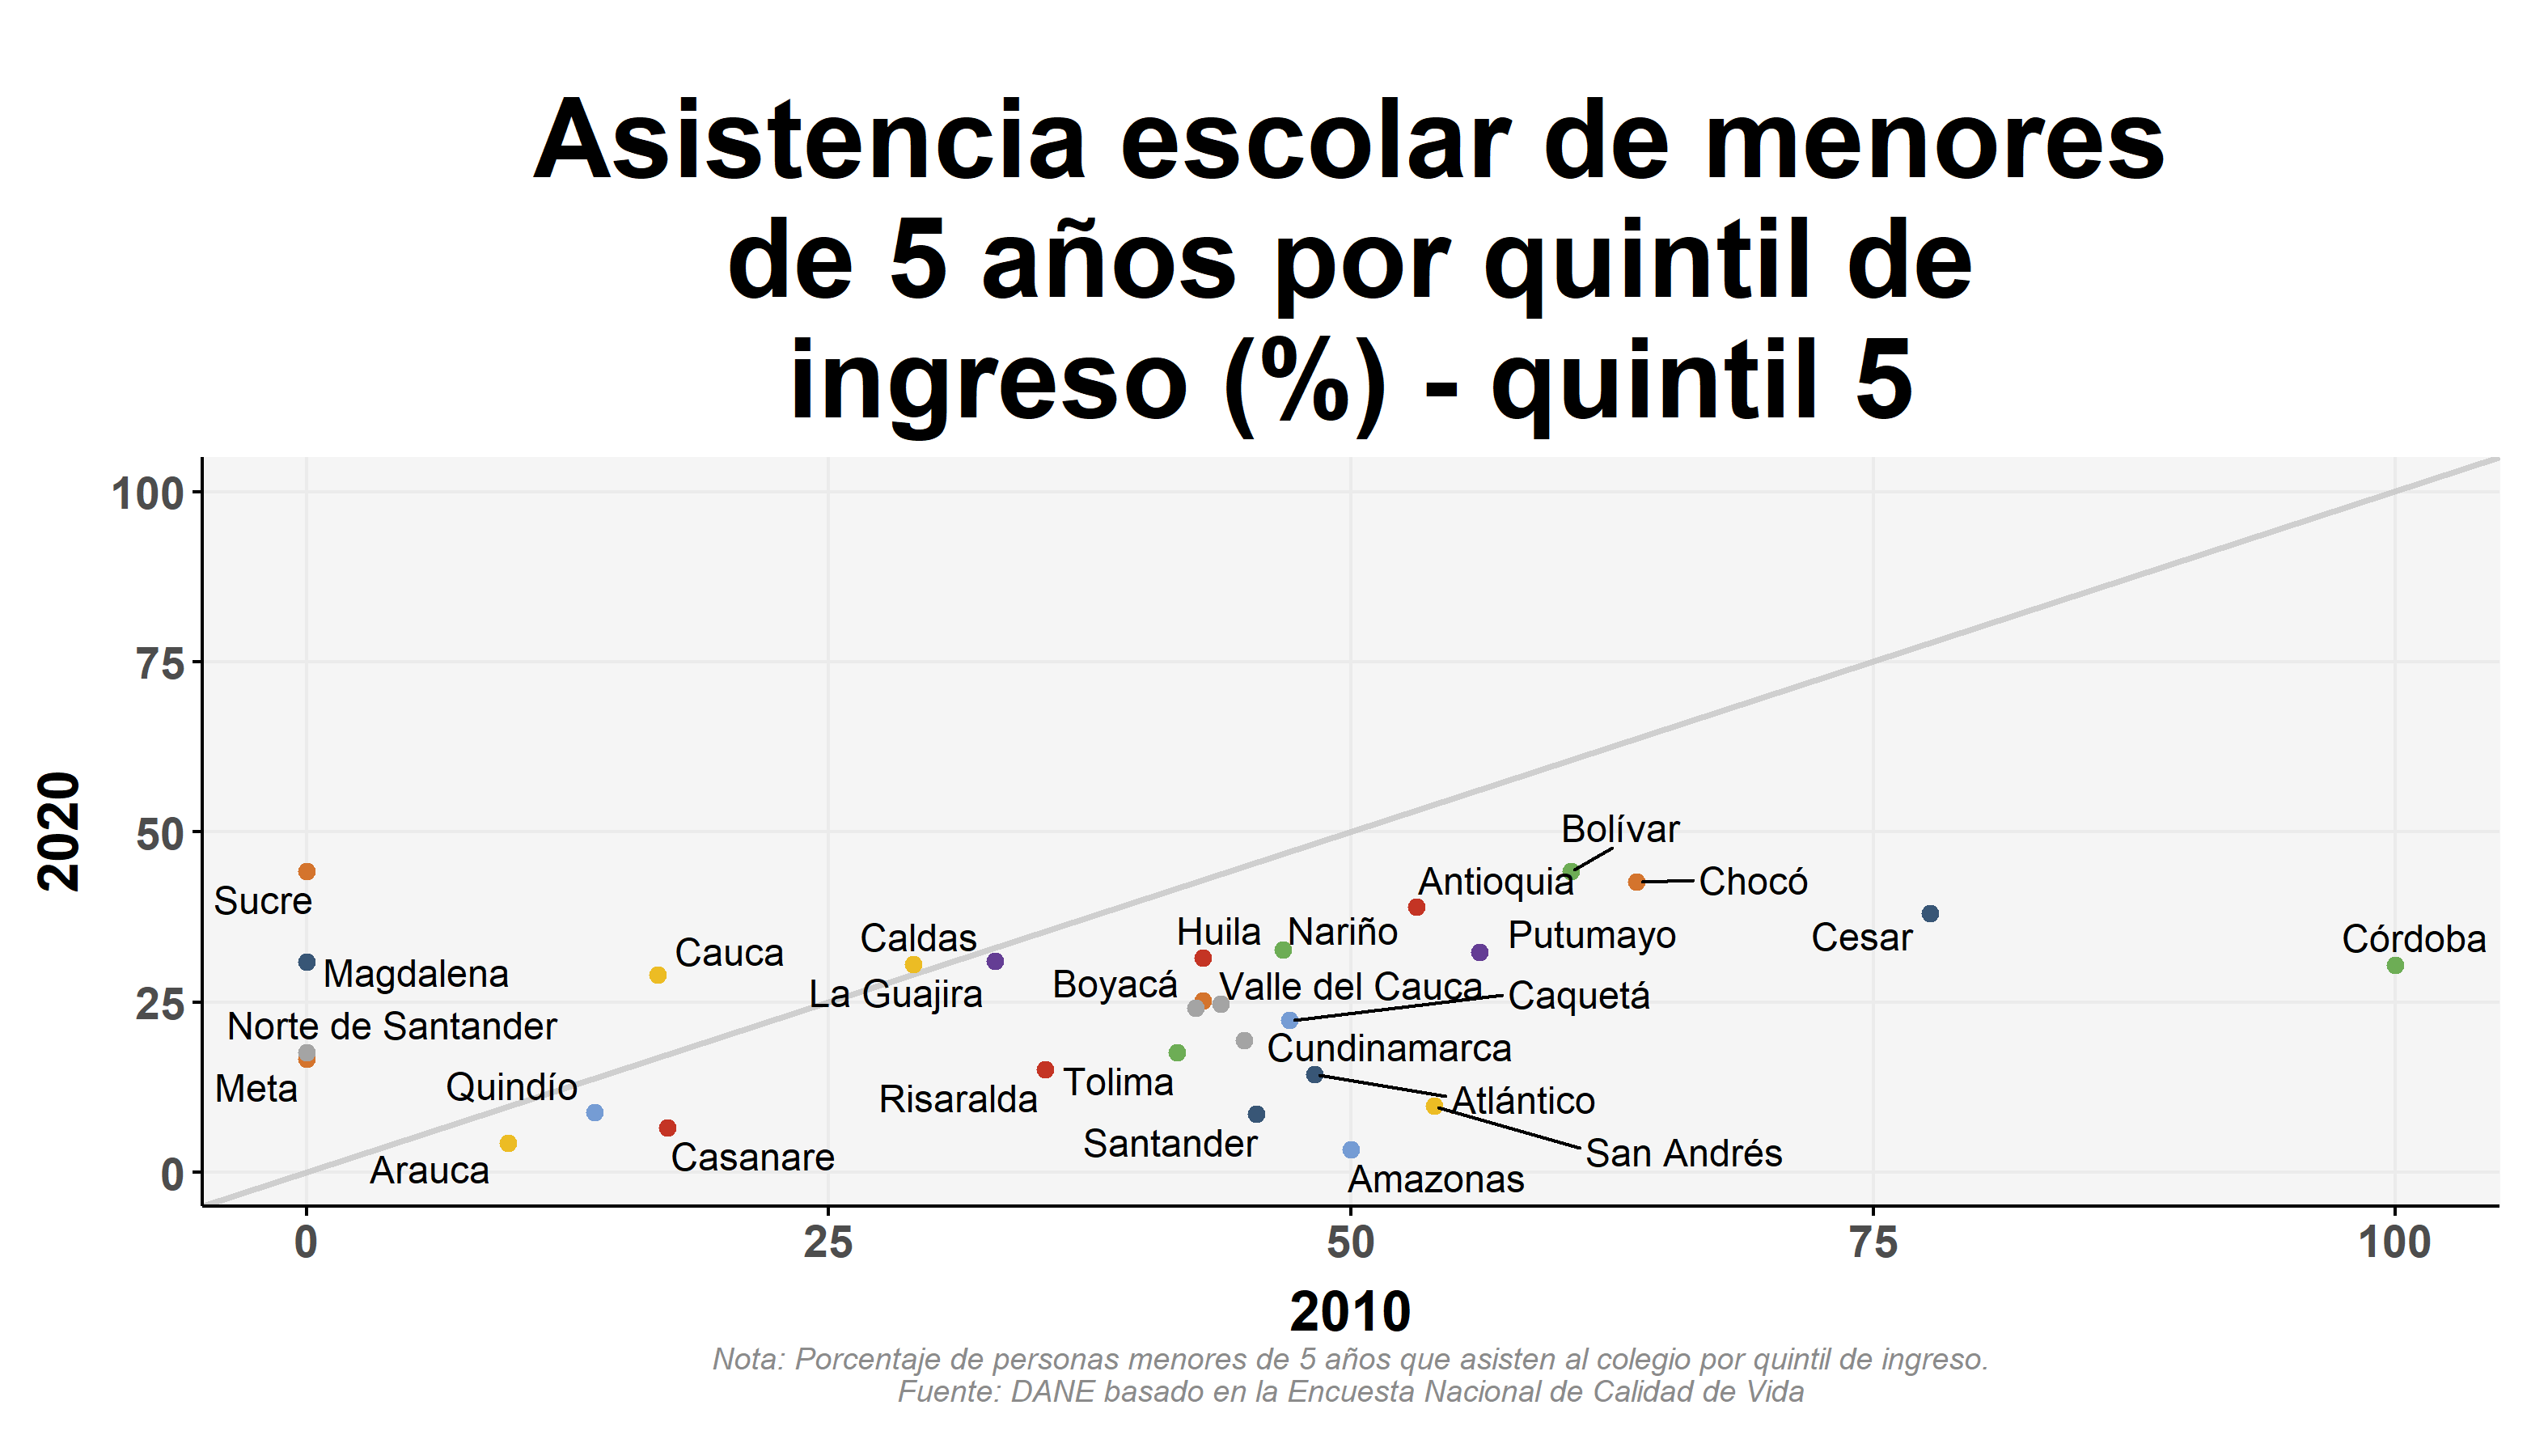 Asistencia escolar de menores
de 5 años por quintil de
ingreso (%) - quintil 5
100
75
50
25
0
2020
Bolívar
Antioquia
Chocó
Sucre
Huila
Nariño
Putumayo
Cesar
Córdoba
Caldas
Cauca
Magdalena
La Guajira
Boyacá
Valle del Cauca
Caquetá
Norte de Santander
Cundinamarca
Meta
Quindío
Tolima
Risaralda
Atlántico
Santander
San Andrés
Casanare
Arauca
Amazonas
0
25
50
75
100
2010
Nota: Porcentaje de personas menores de 5 años que asisten al colegio por quintil de ingreso.
Fuente: DANE basado en la Encuesta Nacional de Calidad de Vida